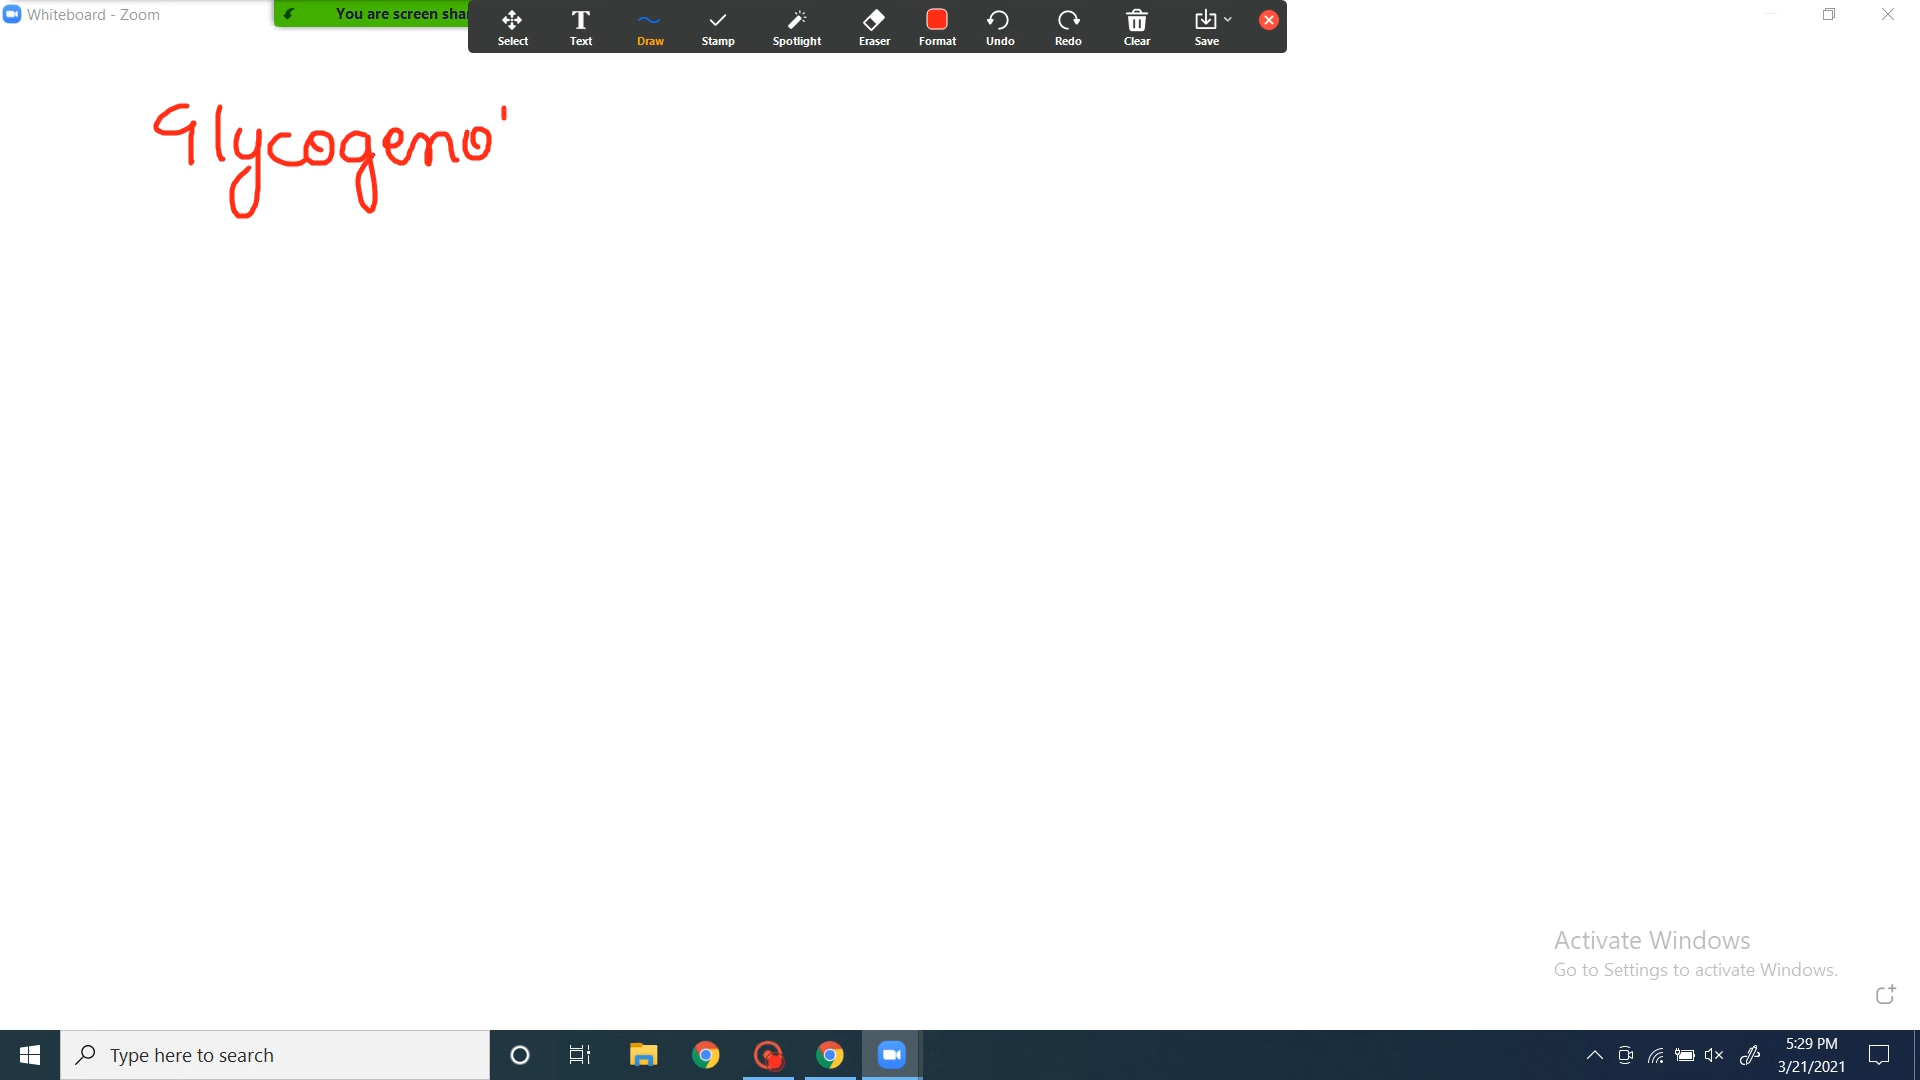 Whiteboard - Zoom
You are screen sha
Select Text Draw Stamp Spotlight Eraser Format Undo Redo Clear Save
Glycogeno'
Activate Windows
Go to Settings to activate Windows.
Type here to search
5:29 PM
3/21/2021